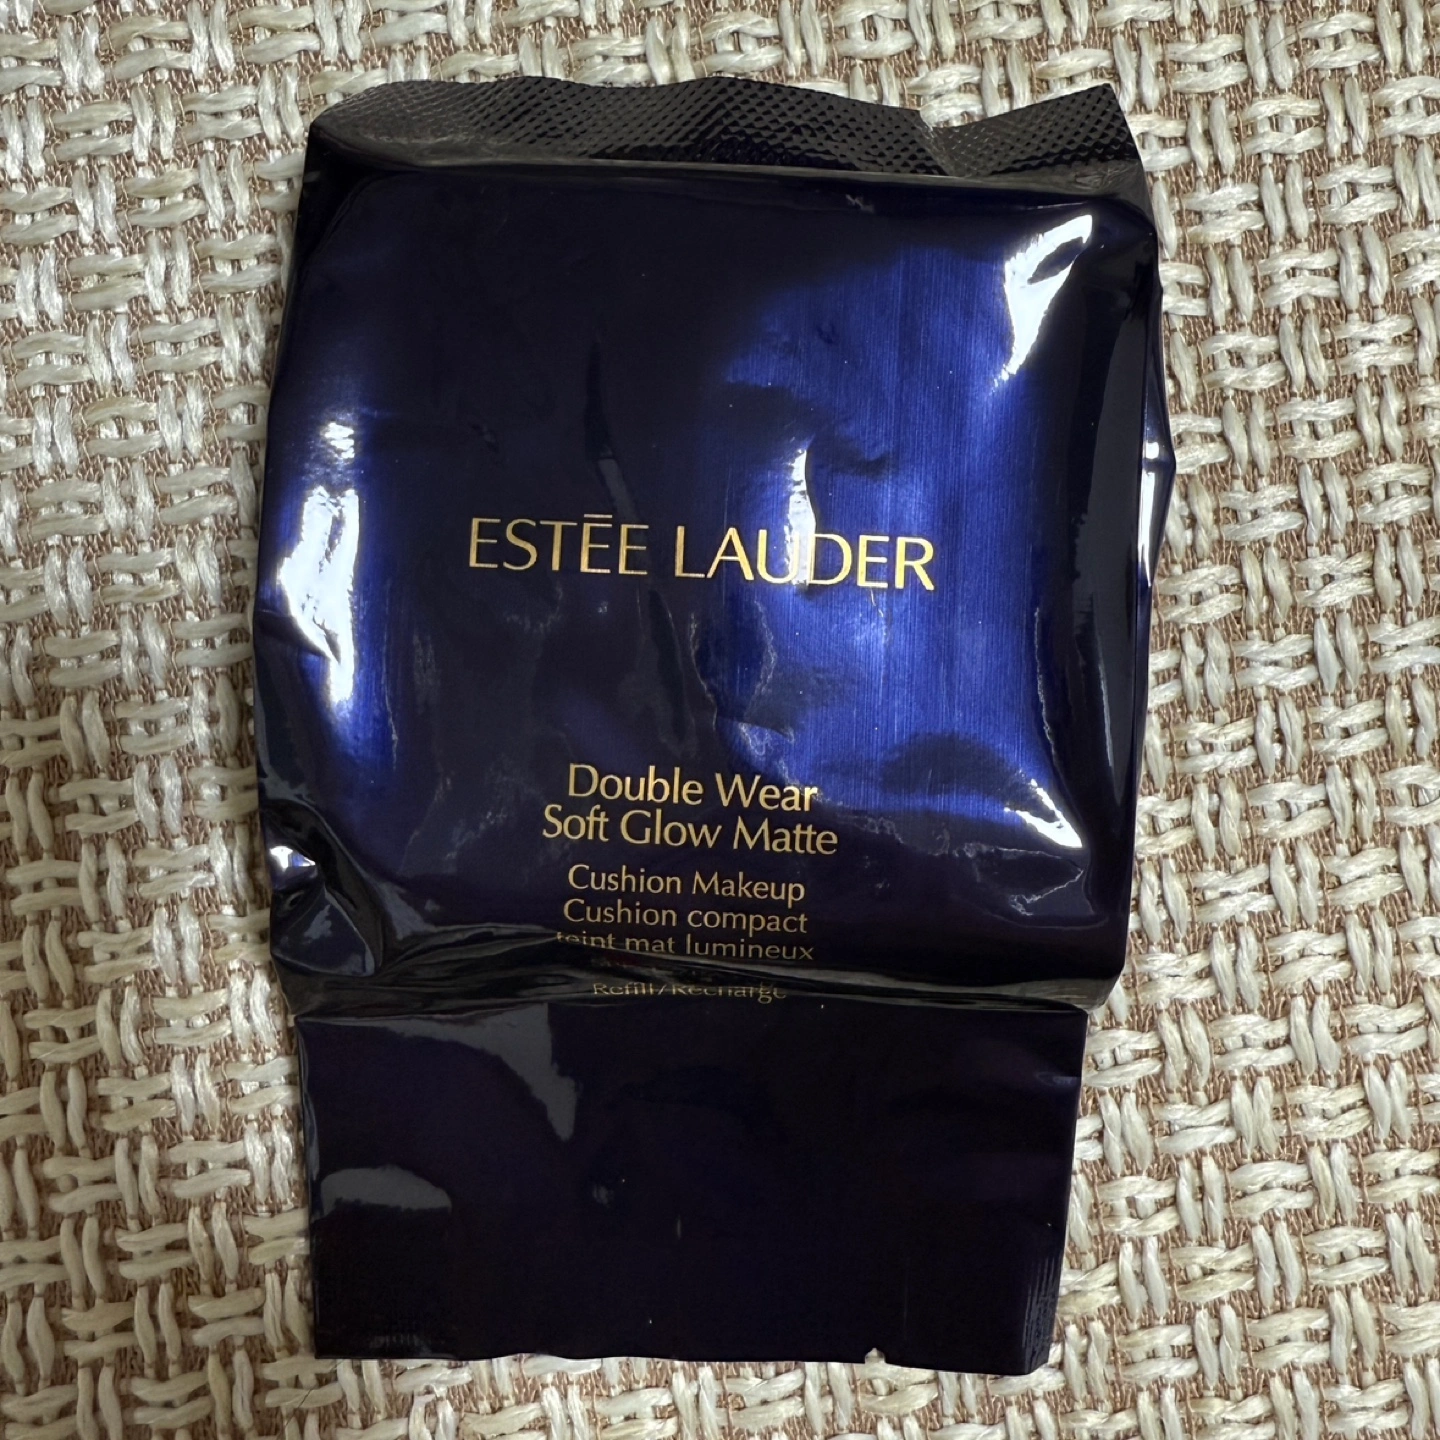 ESTĒE LAUDER
Double Wear
Soft Glow Matte
Cushion Makeup
Cushion compact
teint mat lumineux
Refill/Recharge